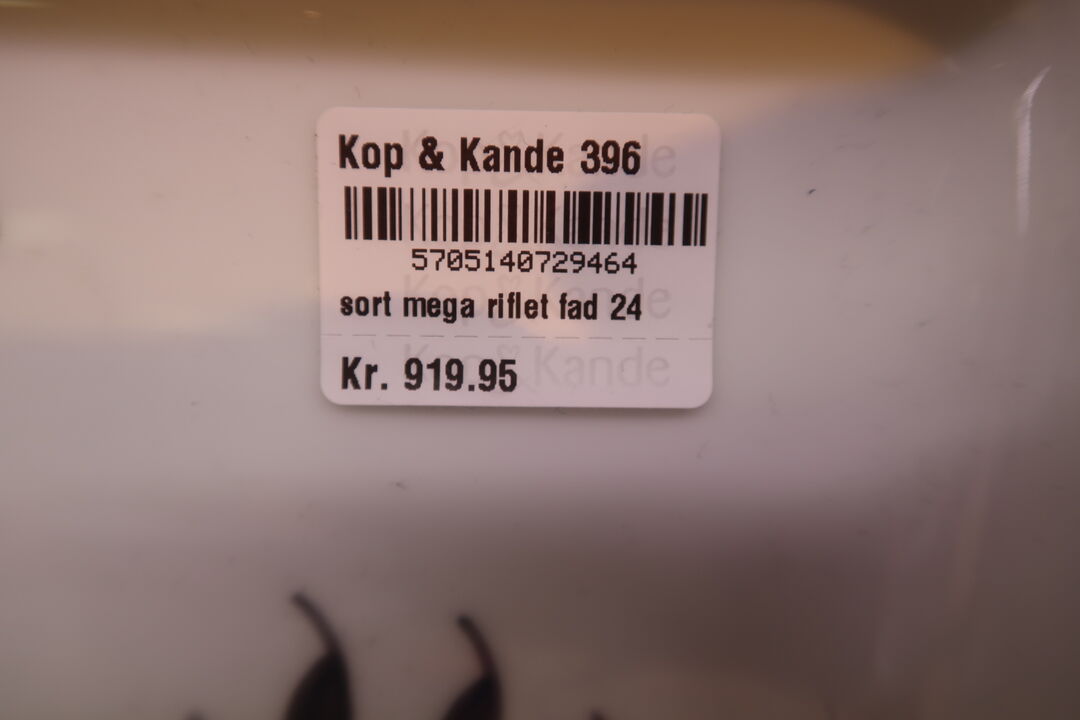 Kop & Kande 396
5705140729464
sort mega riflet fad 24
Kr. 919.95